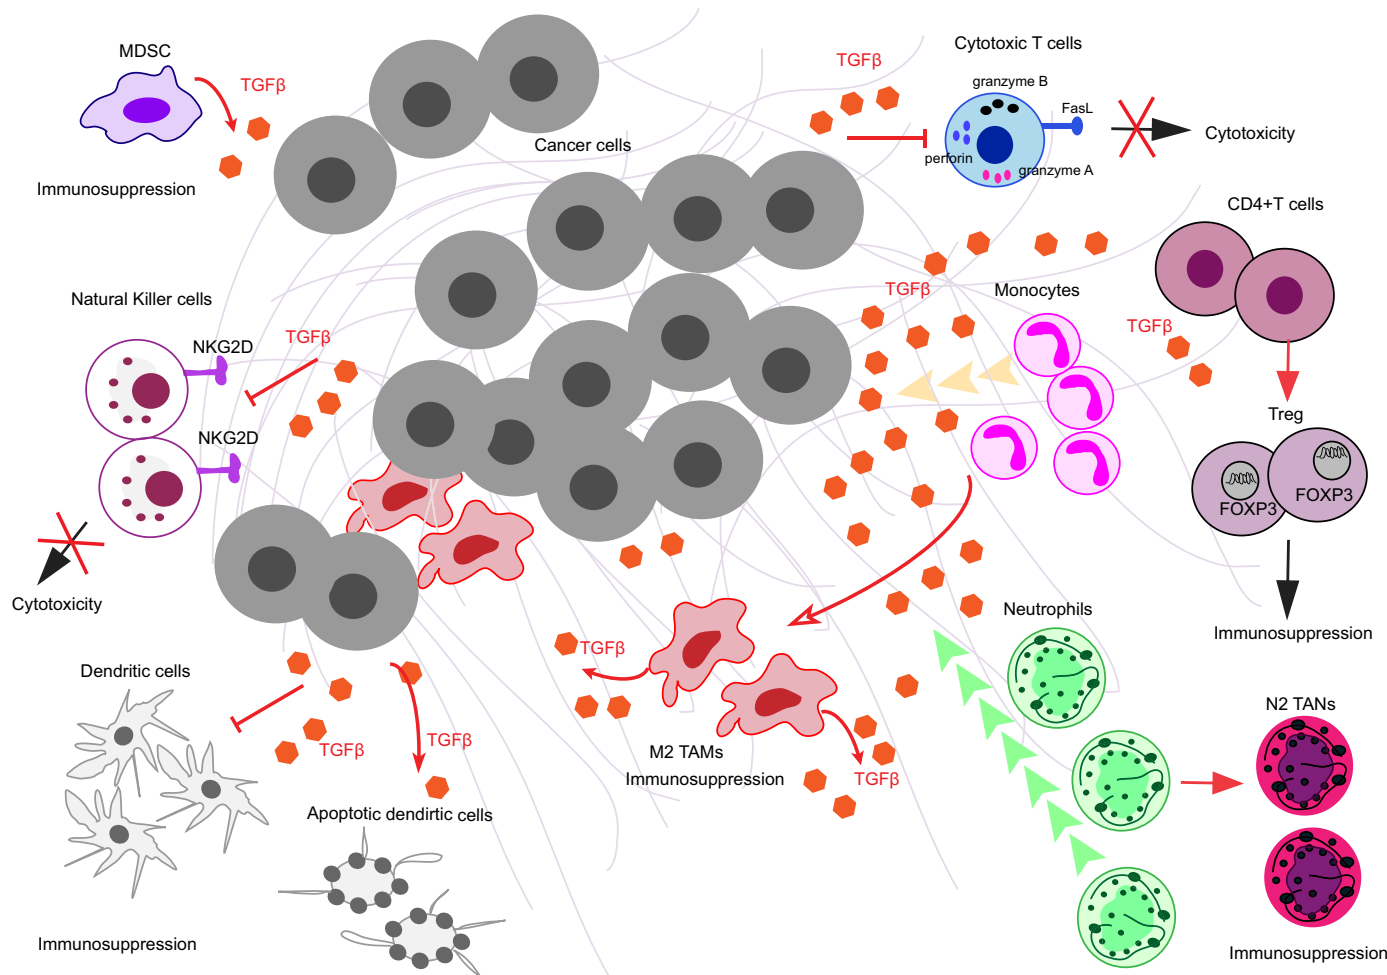 MDSC
TGFβ
Immunosuppression
Cancer cells
TGFβ
Cytotoxic T cells
granzyme B
FasL
perforin
granzyme A
Cytotoxicity
CD4+T cells
TGFβ
Monocytes
TGFβ
Treg
FOXP3
FOXP3
Immunosuppression
Natural Killer cells
NKG2D
TGFβ
NKG2D
Cytotoxicity
Dendritic cells
TGFβ
TGFβ
Apoptotic dendirtic cells
Immunosuppression
TGFβ
M2 TAMs
Immunosuppression
TGFβ
Neutrophils
N2 TANs
Immunosuppression